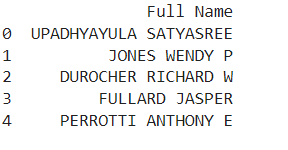 Full Name
0 UPADHYAYULA SATYASREE
1 JONES WENDY P
2 DUROCHER RICHARD W
3 FULLARD JASPER
4 PERROTTI ANTHONY E